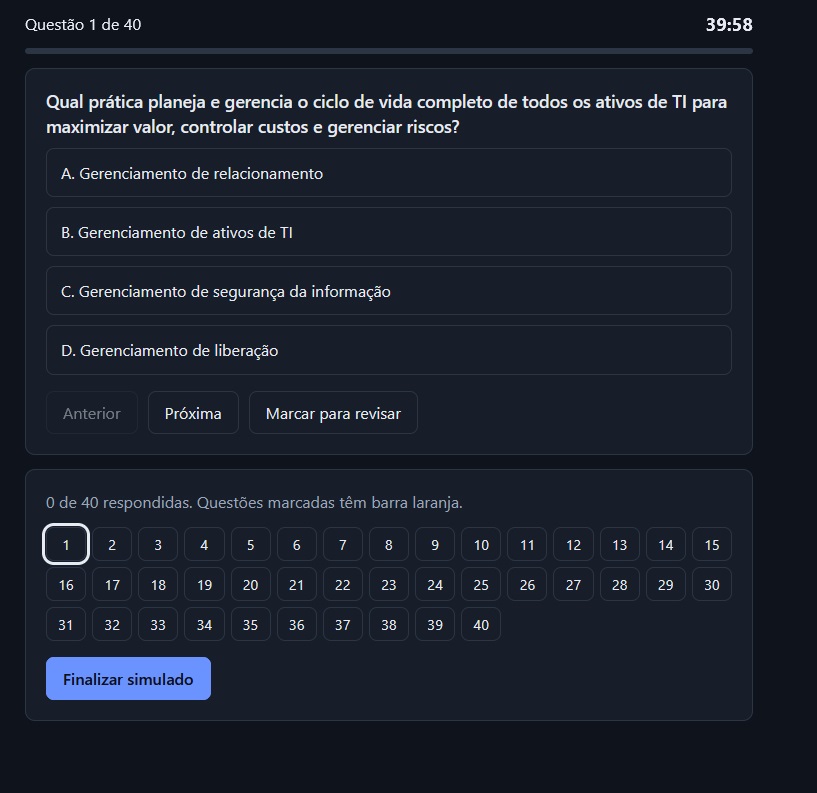 Questão 1 de 40
39:58
Qual prática planeja e gerencia o ciclo de vida completo de todos os ativos de TI para
maximizar valor, controlar custos e gerenciar riscos?
A. Gerenciamento de relacionamento
B. Gerenciamento de ativos de TI
C. Gerenciamento de segurança da informação
D. Gerenciamento de liberação
Anterior Próxima Marcar para revisar
0 de 40 respondidas. Questões marcadas têm barra laranja.
1 2 3 4 5 6 7 8 9 10 11 12 13 14 15
16 17 18 19 20 21 22 23 24 25 26 27 28 29 30
31 32 33 34 35 36 37 38 39 40
Finalizar simulado